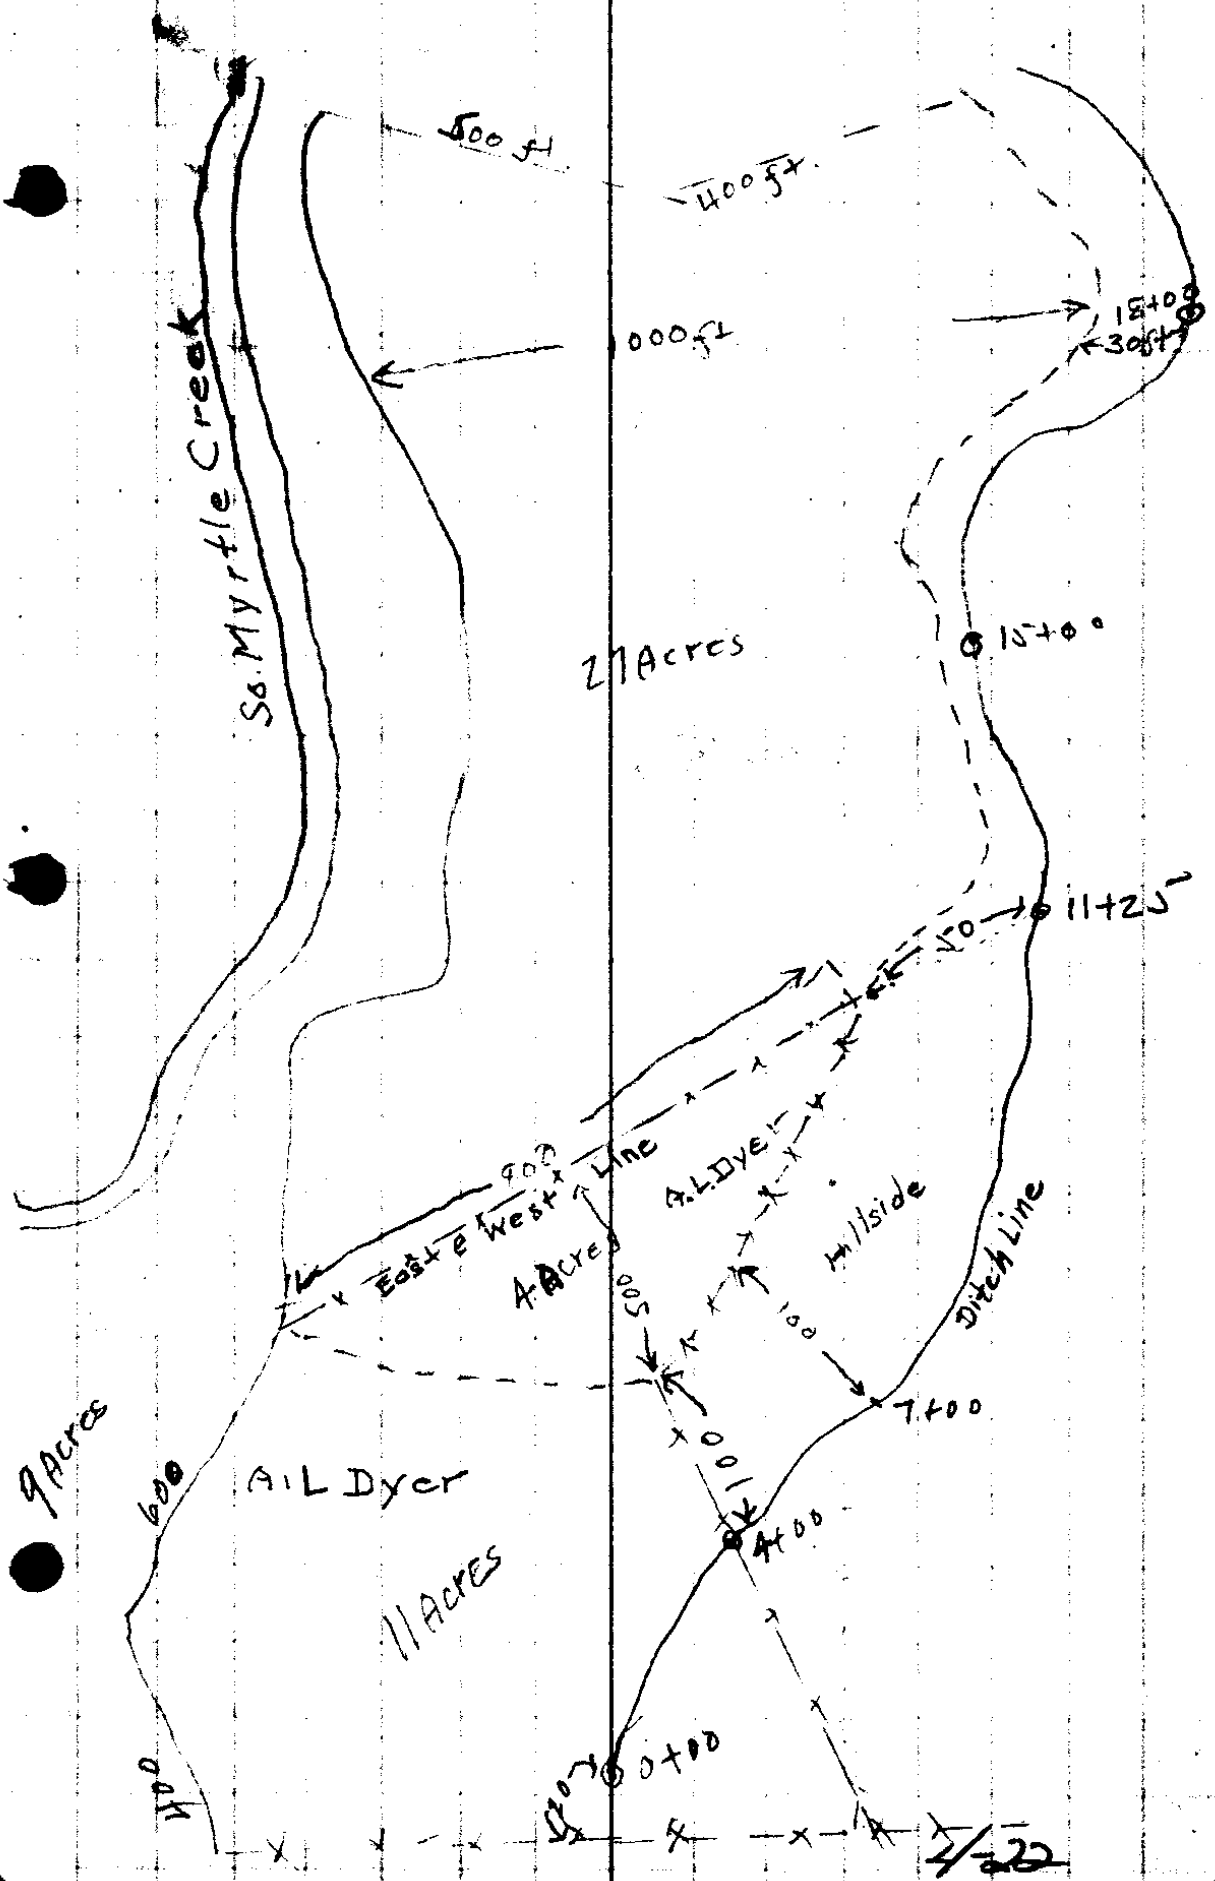 500 ft
400 ft.
1000 ft
18+00
30ft
So. Myrtle Creek
27 Acres
15+00
11+25
50
900
East & West Line
A.L. Dyer
4 Acres
500
Hillside
Ditch Line
100
7+00
100
4+00
9 Acres
600
A.L Dyer
11 Acres
400
0+00